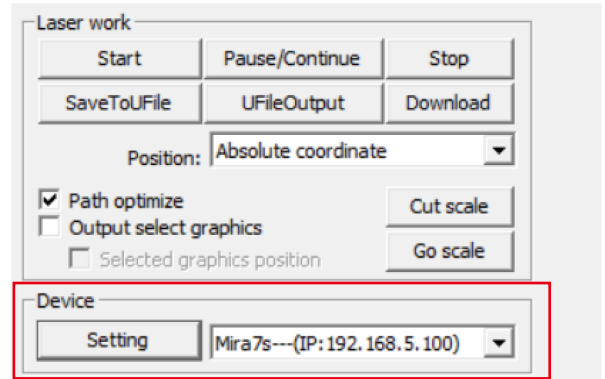 Laser work
Start Pause/Continue Stop
SaveToUFile UFileOutput Download
Position: Absolute coordinate
Path optimize Cut scale
Output select graphics
Selected graphics position Go scale
Device
Setting Mira7s---(IP:192.168.5.100)